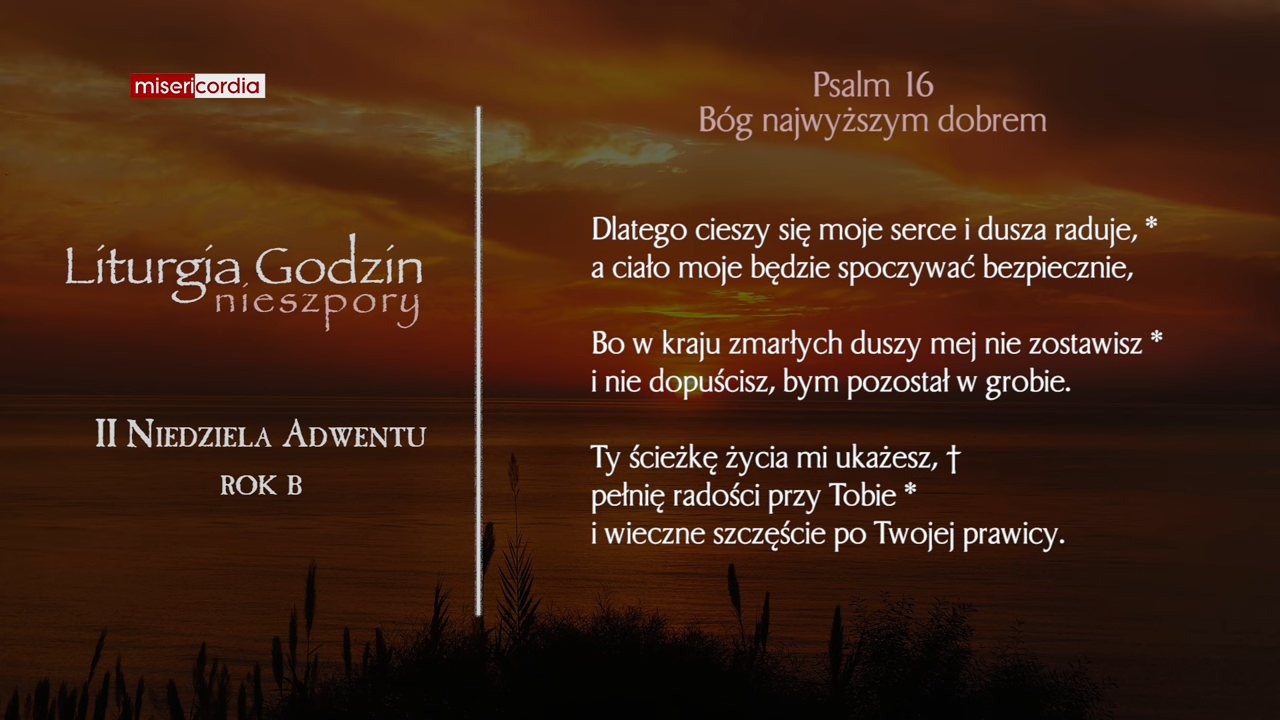 misericordia
Liturgia Godzin
nieszpory
II Niedziela Adwentu
rok B
Psalm 16
Bóg najwyższym dobrem
Dlatego cieszy się moje serce i dusza raduje, *
a ciało moje będzie spoczywać bezpiecznie,
Bo w kraju zmarłych duszy mej nie zostawisz *
i nie dopuścisz, bym pozostał w grobie.
Ty ścieżkę życia mi ukażesz, †
pełnię radości przy Tobie *
i wieczne szczęście po Twojej prawicy.